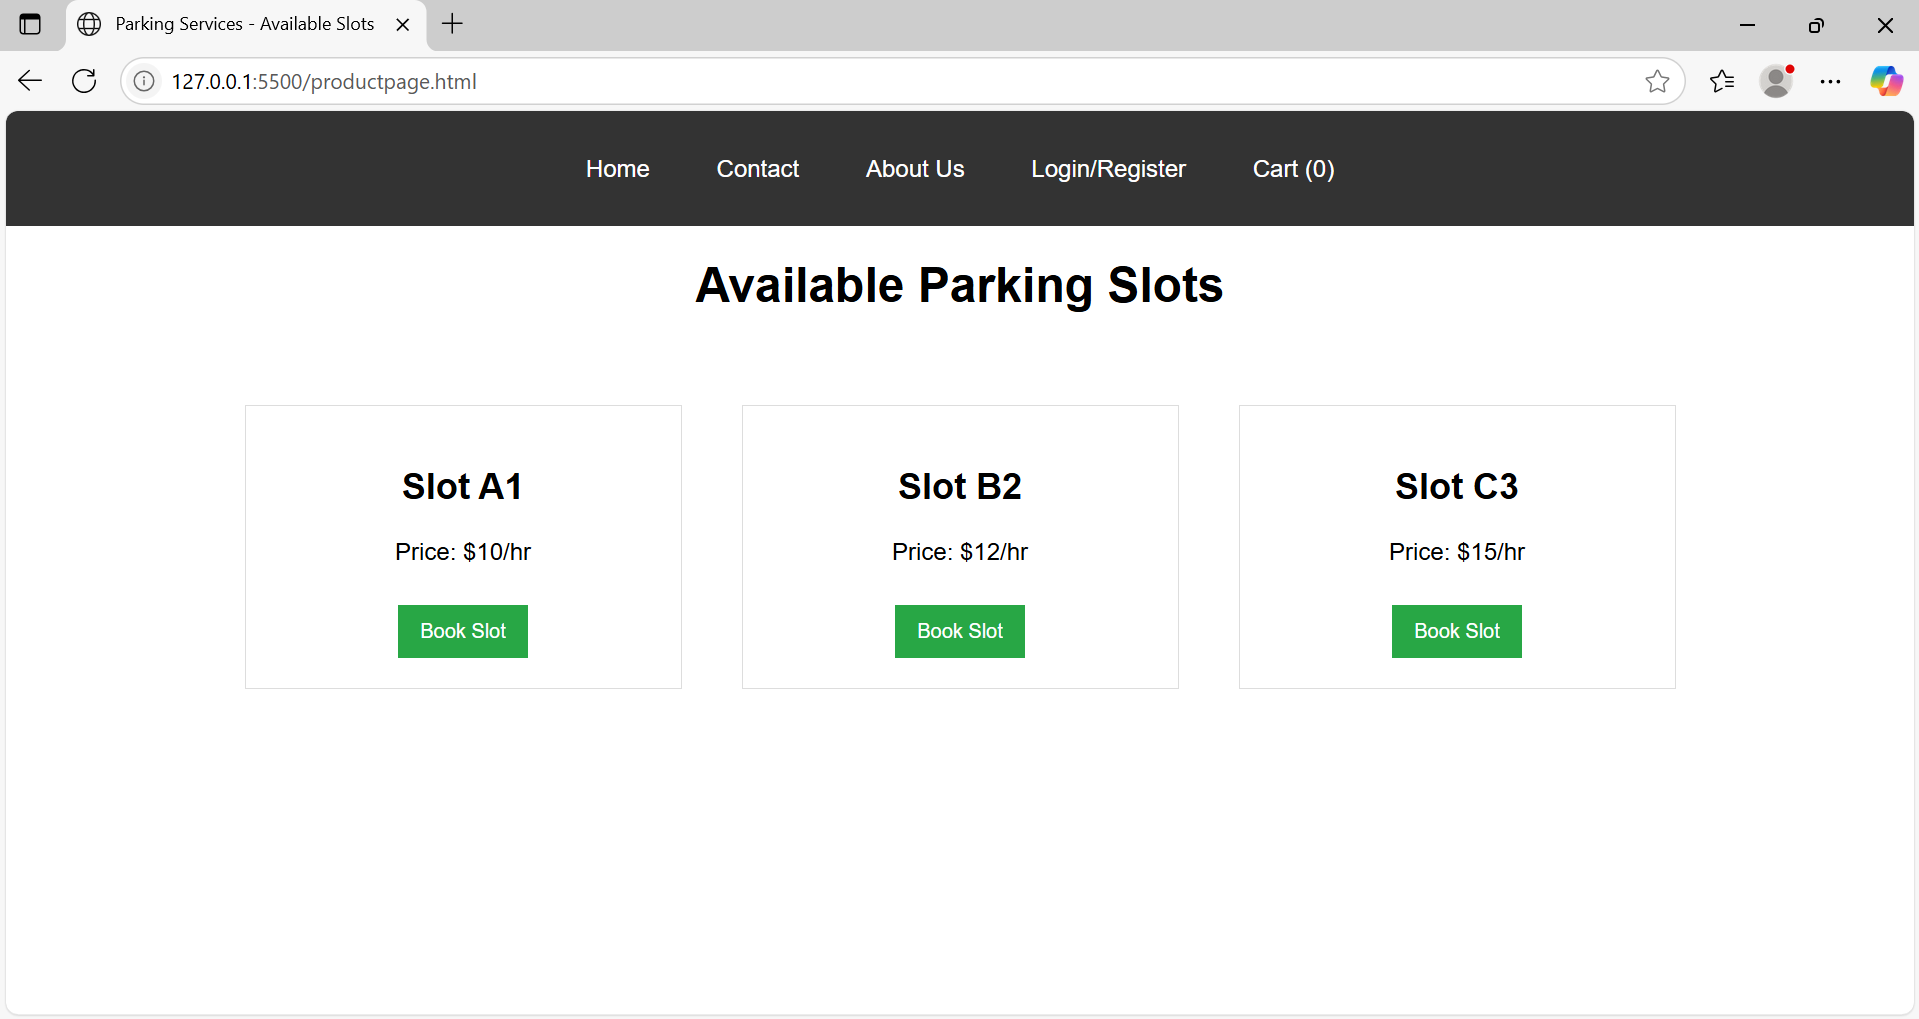 Parking Services - Available Slots
127.0.0.1:5500/productpage.html
Home Contact About Us Login/Register Cart (0)
Available Parking Slots
Slot A1
Price: $10/hr
Book Slot
Slot B2
Price: $12/hr
Book Slot
Slot C3
Price: $15/hr
Book Slot